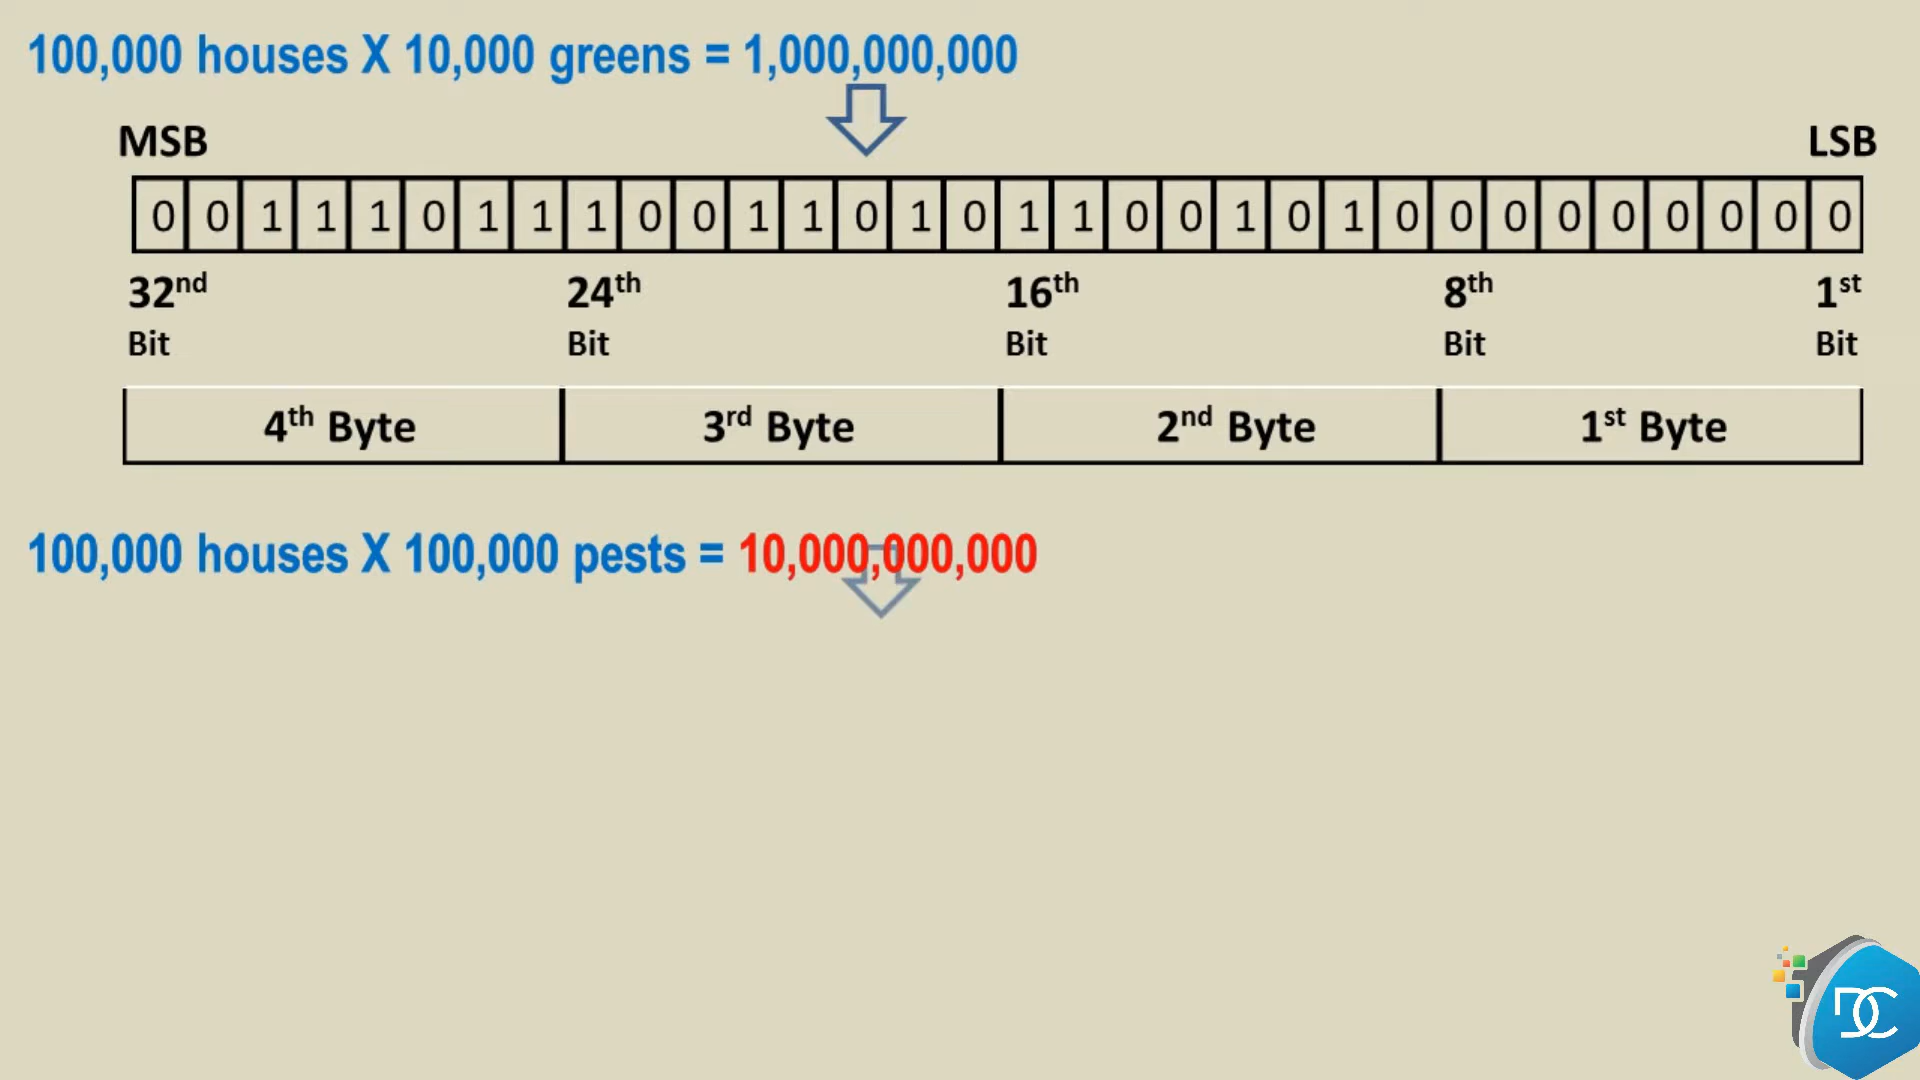 100,000 houses X 10,000 greens = 1,000,000,000
MSB LSB
0 0 1 1 1 0 1 1 1 0 0 1 1 0 1 0 1 1 0 0 1 0 1 0 0 0 0 0 0 0 0 0
32nd 24th 16th 8th 1st
Bit Bit Bit Bit Bit
4th Byte 3rd Byte 2nd Byte 1st Byte
100,000 houses X 100,000 pests = 10,000,000,000
DC